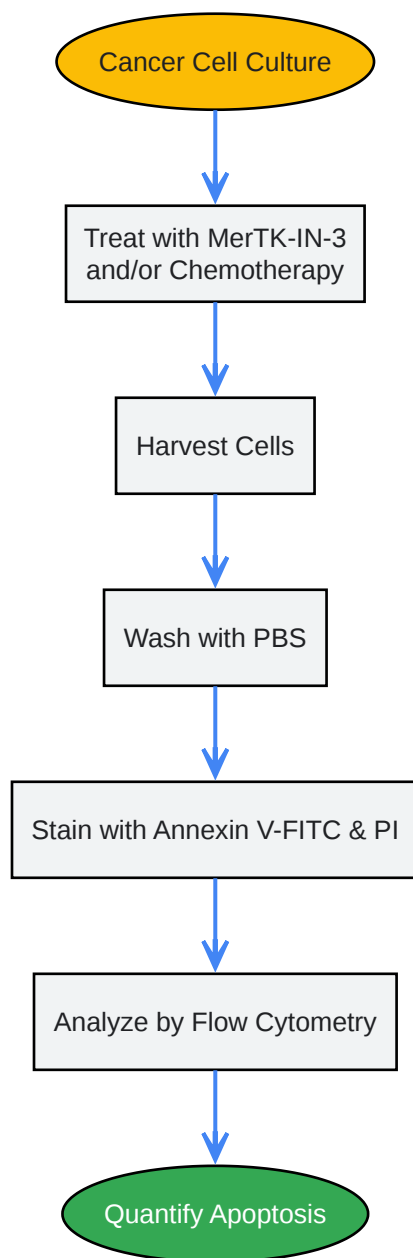 Cancer Cell Culture
Treat with MerTK-IN-3
and/or Chemotherapy
Harvest Cells
Wash with PBS
Stain with Annexin V-FITC & PI
Analyze by Flow Cytometry
Quantify Apoptosis